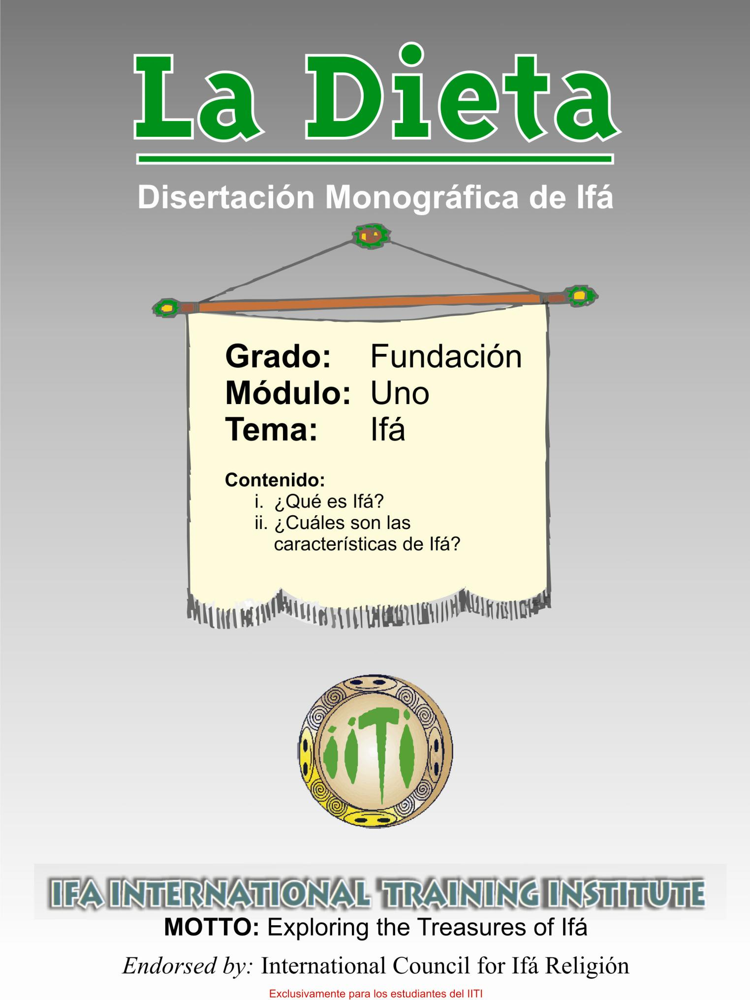 La Dieta
Disertación Monográfica de Ifá
Grado: Fundación
Módulo: Uno
Tema: Ifá
Contenido:
i. ¿Qué es Ifá?
ii. ¿Cuáles son las
características de Ifá?
iiTi
IFA INTERNATIONAL TRAINING INSTITUTE
MOTTO: Exploring the Treasures of Ifá
Endorsed by: International Council for Ifá Religión
Exclusivamente para los estudiantes del IITI